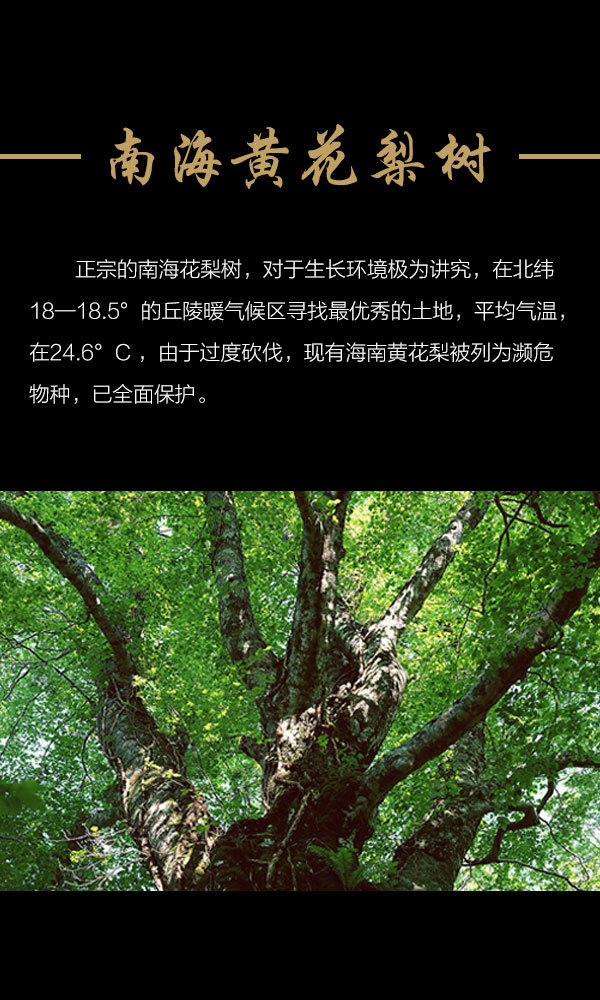 南海黄花梨树
正宗的南海花梨树，对于生长环境极为讲究，在北纬
18—18.5°的丘陵暖气候区寻找最优秀的土地，平均气温，
在24.6°C ，由于过度砍伐，现有海南黄花梨被列为濒危
物种，已全面保护。